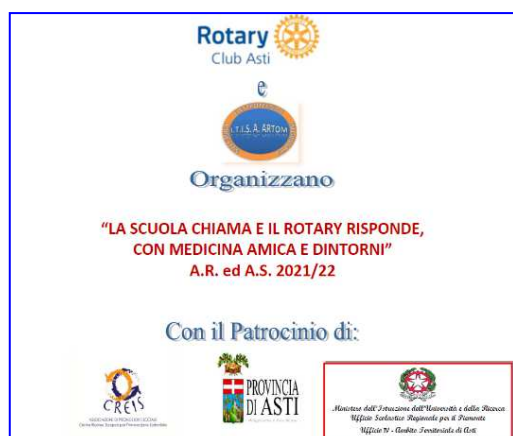 Rotary
Club Asti
e
I.T.I.S. A. ARTOM
Organizzano
“LA SCUOLA CHIAMA E IL ROTARY RISPONDE,
CON MEDICINA AMICA E DINTORNI”
A.R. ed A.S. 2021/22
Con il Patrocinio di:
CREIS
PROVINCIA
DI ASTI
Ministero dell'Istruzione dell'Università e della Ricerca
Ufficio Scolastico Regionale per il Piemonte
Ufficio IV - Ambito Territoriale di Asti